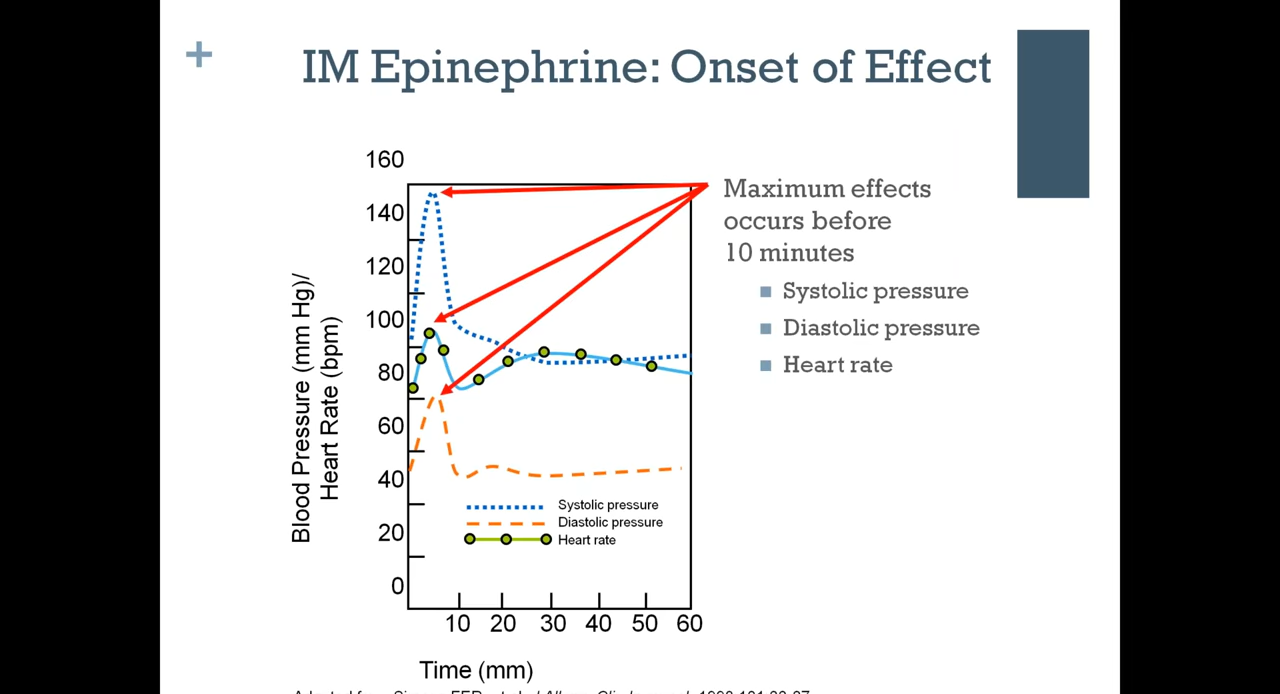 +
IM Epinephrine: Onset of Effect
160
140
120
100
80
60
40
20
0
Blood Pressure (mm Hg)/
Heart Rate (bpm)
Systolic pressure
Diastolic pressure
Heart rate
10 20 30 40 50 60
Time (mm)
Maximum effects
occurs before
10 minutes
Systolic pressure
Diastolic pressure
Heart rate